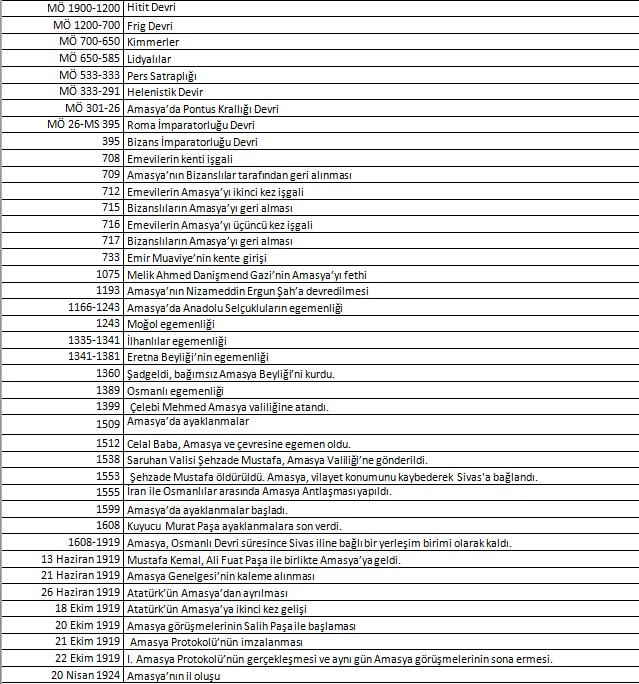 MÖ 1900-1200 Hitit Devri
MÖ 1200-700 Frig Devri
MÖ 700-650 Kimmerler
MÖ 650-585 Lidyalılar
MÖ 533-333 Pers Satraplığı
MÖ 333-291 Helenistik Devir
MÖ 301-26 Amasya’da Pontus Krallığı Devri
MÖ 26-MS 395 Roma İmparatorluğu Devri
395 Bizans İmparatorluğu Devri
708 Emevilerin kenti işgali
709 Amasya’nın Bizanslılar tarafından geri alınması
712 Emevilerin Amasya’yı ikinci kez işgali
715 Bizanslıların Amasya’yı geri alması
716 Emevilerin Amasya’yı üçüncü kez işgali
717 Bizanslıların Amasya’yı geri alması
733 Emir Muaviye’nin kente girişi
1075 Melik Ahmed Danişmend Gazi’nin Amasya’yı fethi
1193 Amasya’nın Nizameddin Ergun Şah’a devredilmesi
1166-1243 Amasya’da Anadolu Selçukluların egemenliği
1243 Moğol egemenliği
1335-1341 İlhanlılar egemenliği
1341-1381 Eretna Beyliği’nin egemenliği
1360 Şadgeldi, bağımsız Amasya Beyliği’ni kurdu.
1389 Osmanlı egemenliği
1399 Çelebi Mehmed Amasya valiliğine atandı.
1509 Amasya’da ayaklanmalar
1512 Celal Baba, Amasya ve çevresine egemen oldu.
1538 Saruhan Valisi Şehzade Mustafa, Amasya Valiliği’ne gönderildi.
1553 Şehzade Mustafa öldürüldü. Amasya, vilayet konumunu kaybederek Sivas'a bağlandı.
1555 İran ile Osmanlılar arasında Amasya Antlaşması yapıldı.
1599 Amasya’da ayaklanmalar başladı.
1608 Kuyucu Murat Paşa ayaklanmalara son verdi.
1608-1919 Amasya, Osmanlı Devri süresince Sivas iline bağlı bir yerleşim birimi olarak kaldı.
13 Haziran 1919 Mustafa Kemal, Ali Fuat Paşa ile birlikte Amasya’ya geldi.
21 Haziran 1919 Amasya Genelgesi’nin kaleme alınması
26 Haziran 1919 Atatürk’ün Amasya’dan ayrılması
18 Ekim 1919 Atatürk’ün Amasya’ya ikinci kez gelişi
20 Ekim 1919 Amasya görüşmelerinin Salih Paşa ile başlaması
21 Ekim 1919 Amasya Protokolü’nün imzalanması
22 Ekim 1919 I. Amasya Protokolü’nün gerçekleşmesi ve aynı gün Amasya görüşmelerinin sona ermesi.
20 Nisan 1924 Amasya’nın il oluşu